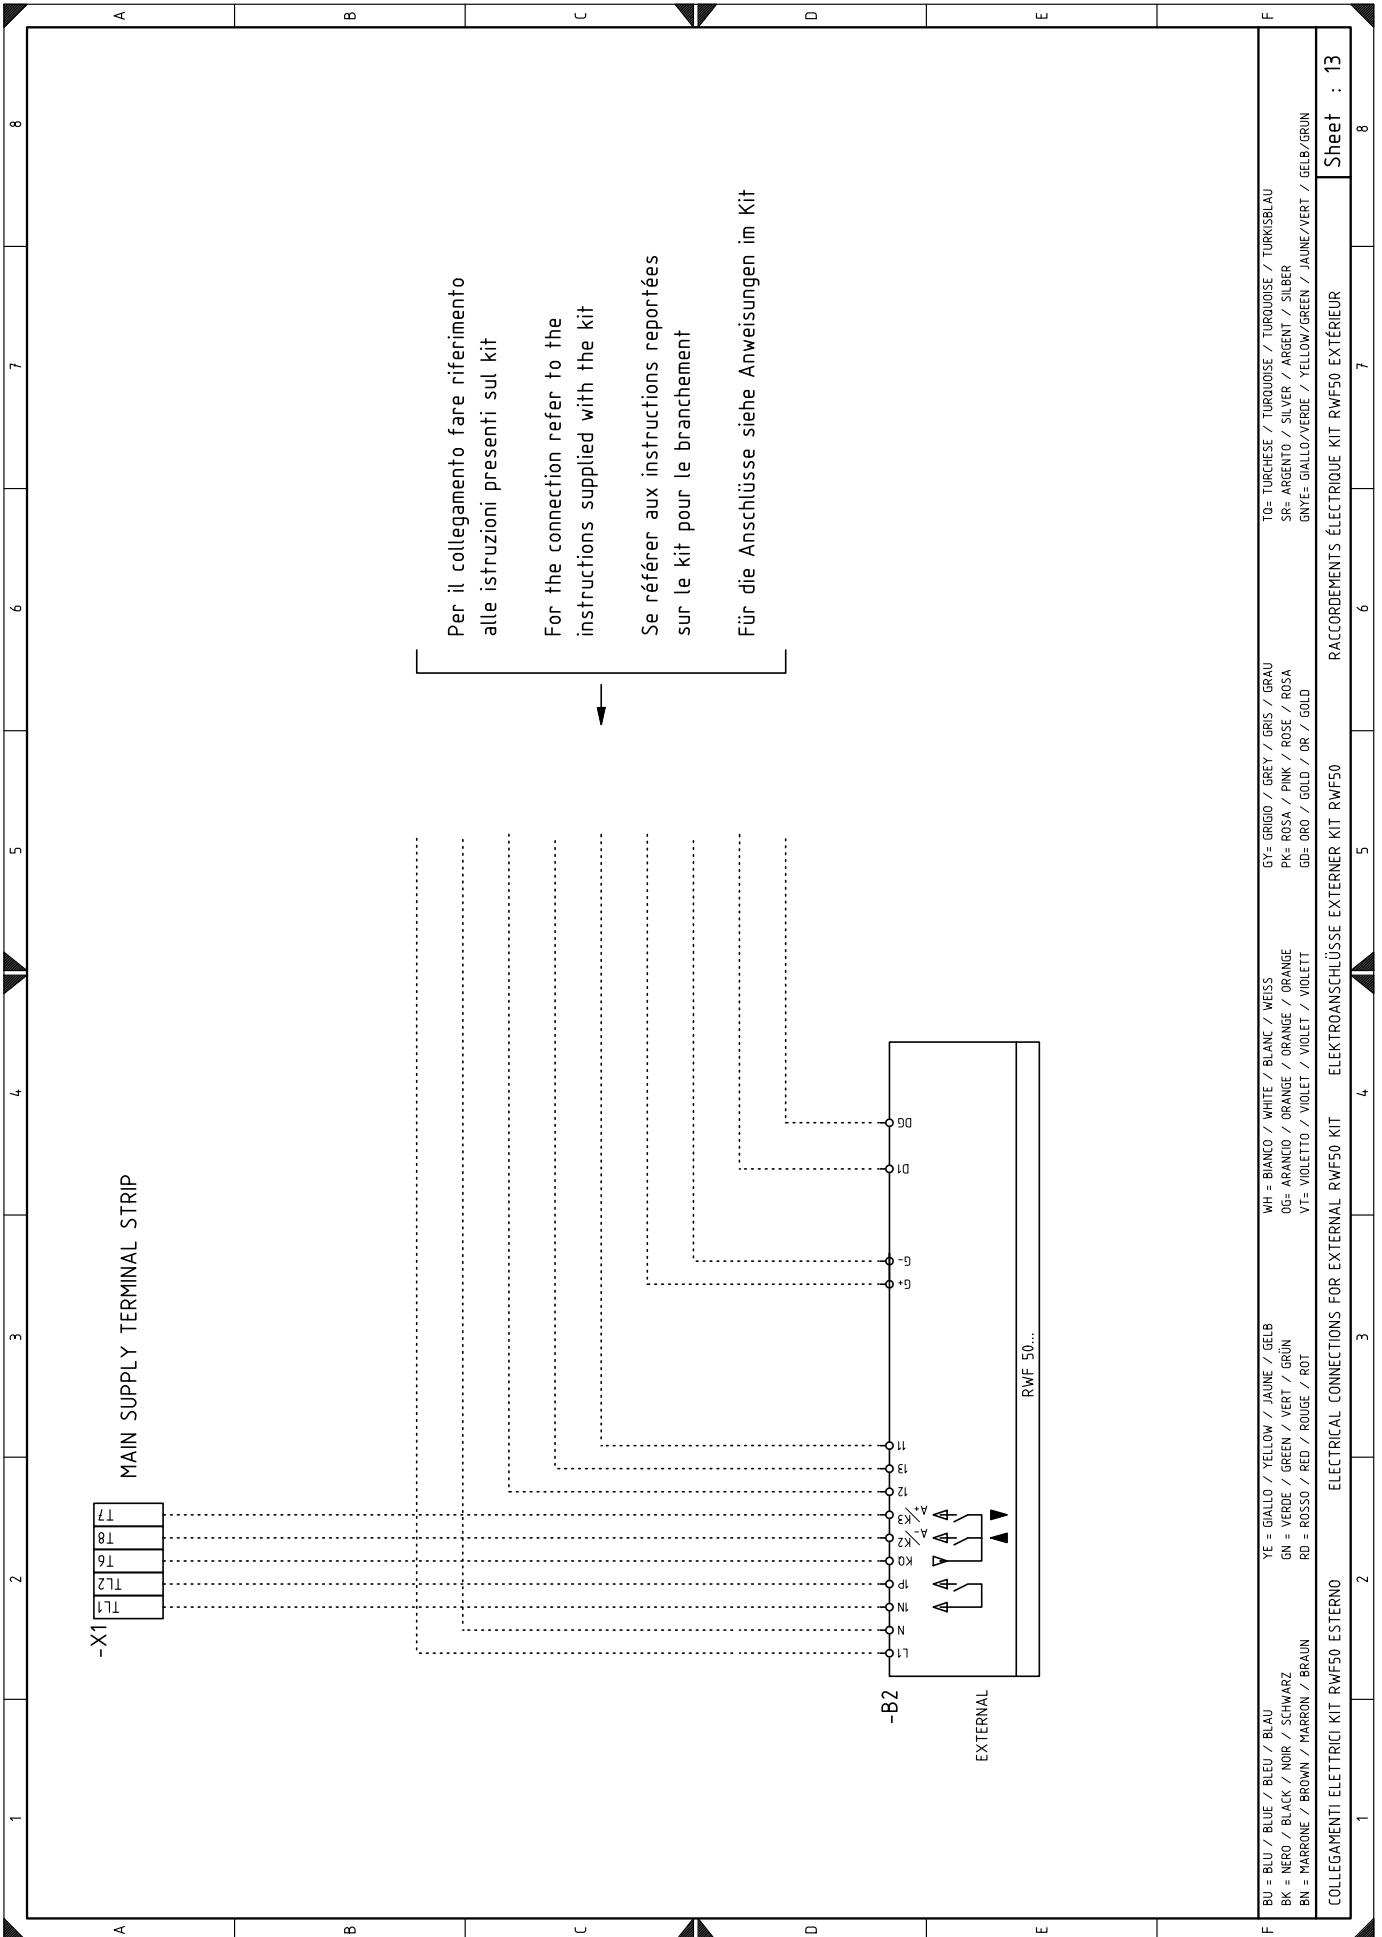 1 2 3 4 5 6 7 8
A
B
C
D
E
F
-X1
TL1 TL2 T6 T8 T7
MAIN SUPPLY TERMINAL STRIP
Per il collegamento fare riferimento
alle istruzioni presenti sul kit
For the connection refer to the
instructions supplied with the kit
Se référer aux instructions reportées
sur le kit pour le branchement
Für die Anschlüsse siehe Anweisungen im Kit
-B2
L1 N 1N 1P KQ K2/A- K3/A+ 12 13 11 G+ G- D1 DG
EXTERNAL
RWF 50...
A
B
C
D
E
F
BU = BLU / BLUE / BLEU / BLAU
BK = NERO / BLACK / NOIR / SCHWARZ
BN = MARRONE / BROWN / MARRON / BRAUN
YE = GIALLO / YELLOW / JAUNE / GELB
GN = VERDE / GREEN / VERT / GRÜN
RD = ROSSO / RED / ROUGE / ROT
WH = BIANCO / WHITE / BLANC / WEISS
OG= ARANCIO / ORANGE / ORANGE / ORANGE
VT= VIOLETTO / VIOLET / VIOLET / VIOLETT
GY= GRIGIO / GREY / GRIS / GRAU
PK= ROSA / PINK / ROSE / ROSA
GD= ORO / GOLD / OR / GOLD
TQ= TURCHESE / TURQUOISE / TURQUOISE / TURKISBLAU
SR= ARGENTO / SILVER / ARGENT / SILBER
GNYE= GIALLO/VERDE / YELLOW/GREEN / JAUNE/VERT / GELB/GRUN
COLLEGAMENTI ELETTRICI KIT RWF50 ESTERNO ELECTRICAL CONNECTIONS FOR EXTERNAL RWF50 KIT ELEKTROANSCHLÜSSE EXTERNER KIT RWF50 RACCORDEMENTS ÉLECTRIQUE KIT RWF50 EXTÉRIEUR Sheet : 13
1 2 3 4 5 6 7 8